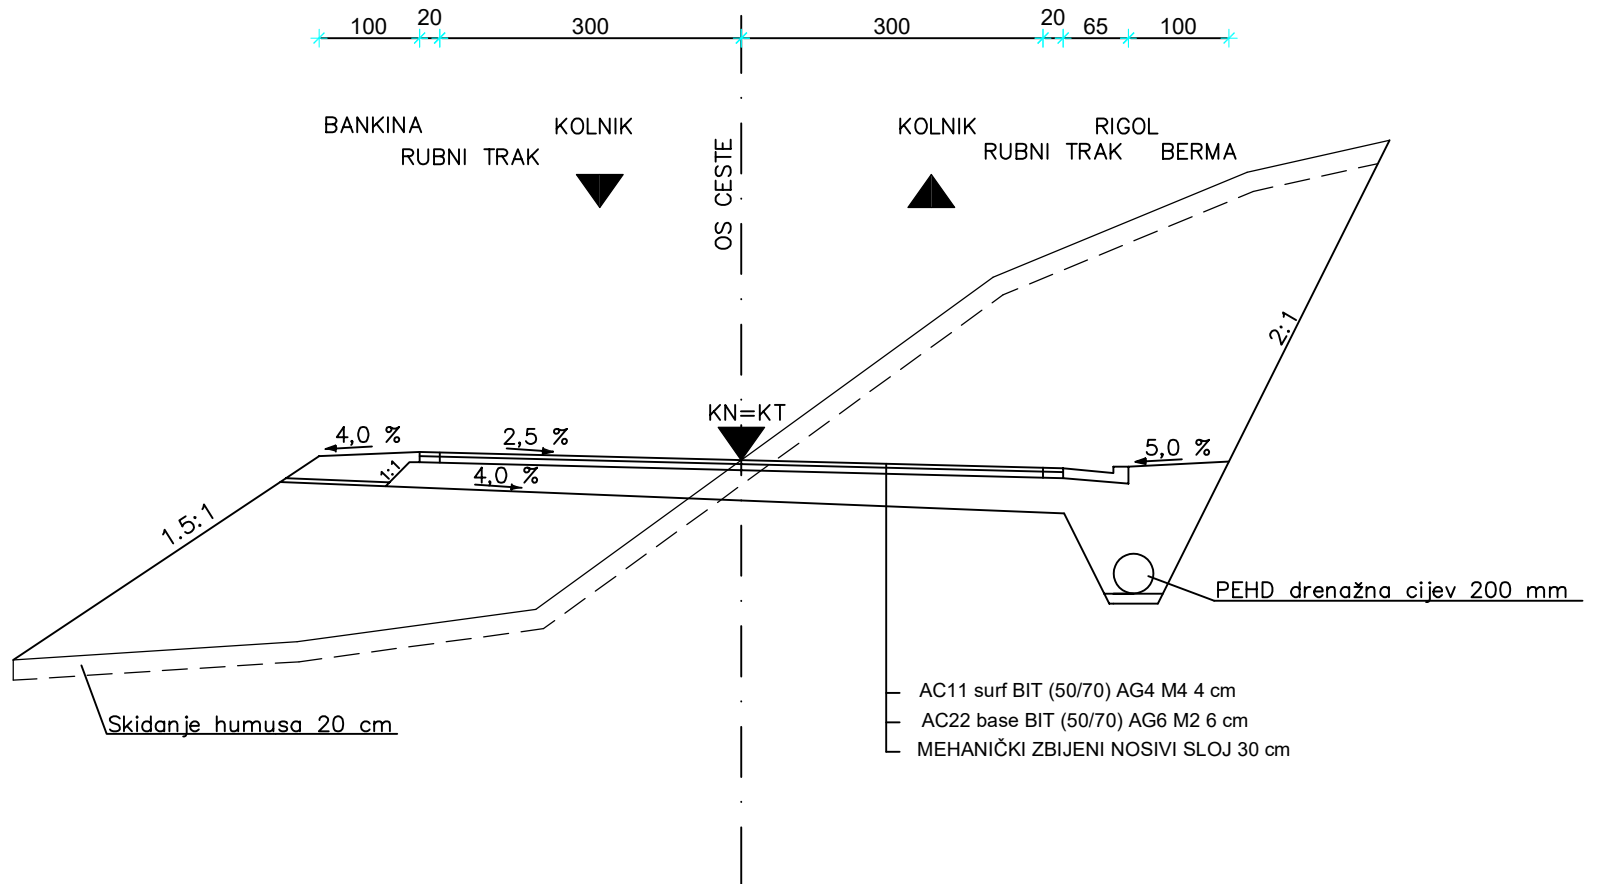 100 20 300 300 20 65 100
BANKINA KOLNIK KOLNIK RIGOL
RUBNI TRAK RUBNI TRAK BERMA
OS CESTE
2:1
KN=KT
4,0 % 2,5 % 5,0 %
1:1 4,0 %
1.5:1
PEHD drenažna cijev 200 mm
AC11 surf BIT (50/70) AG4 M4 4 cm
AC22 base BIT (50/70) AG6 M2 6 cm
Skidanje humusa 20 cm
MEHANIČKI ZBIJENI NOSIVI SLOJ 30 cm